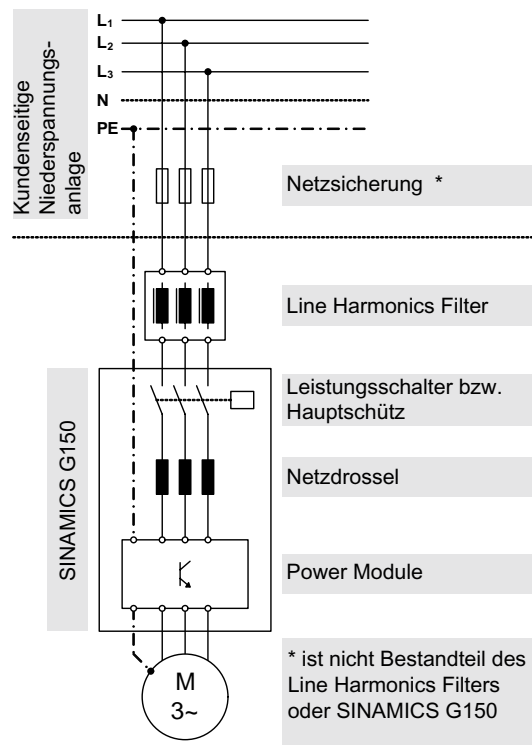 Kundenseitige
Niederspannungs-
anlage
L₁
L₂
L₃
N
PE
Netzsicherung *
Line Harmonics Filter
SINAMICS G150
Leistungsschalter bzw.
Hauptschütz
Netzdrossel
Power Module
M
3~
* ist nicht Bestandteil des
Line Harmonics Filters
oder SINAMICS G150